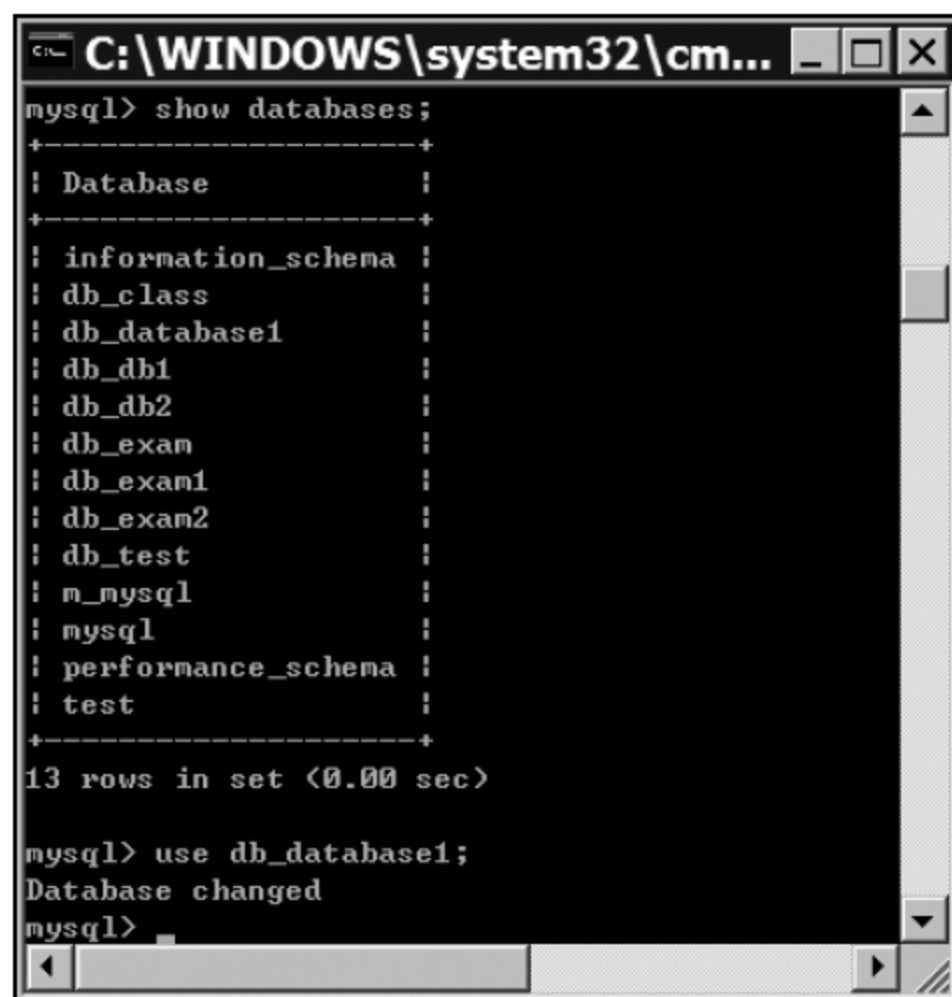 C:\WINDOWS\system32\cm...
mysql> show databases;
+--------------------+
| Database           |
+--------------------+
| information_schema |
| db_class           |
| db_database1       |
| db_db1             |
| db_db2             |
| db_exam            |
| db_exam1           |
| db_exam2           |
| db_test            |
| m_mysql            |
| mysql              |
| performance_schema |
| test               |
+--------------------+
13 rows in set (0.00 sec)

mysql> use db_database1;
Database changed
mysql> _